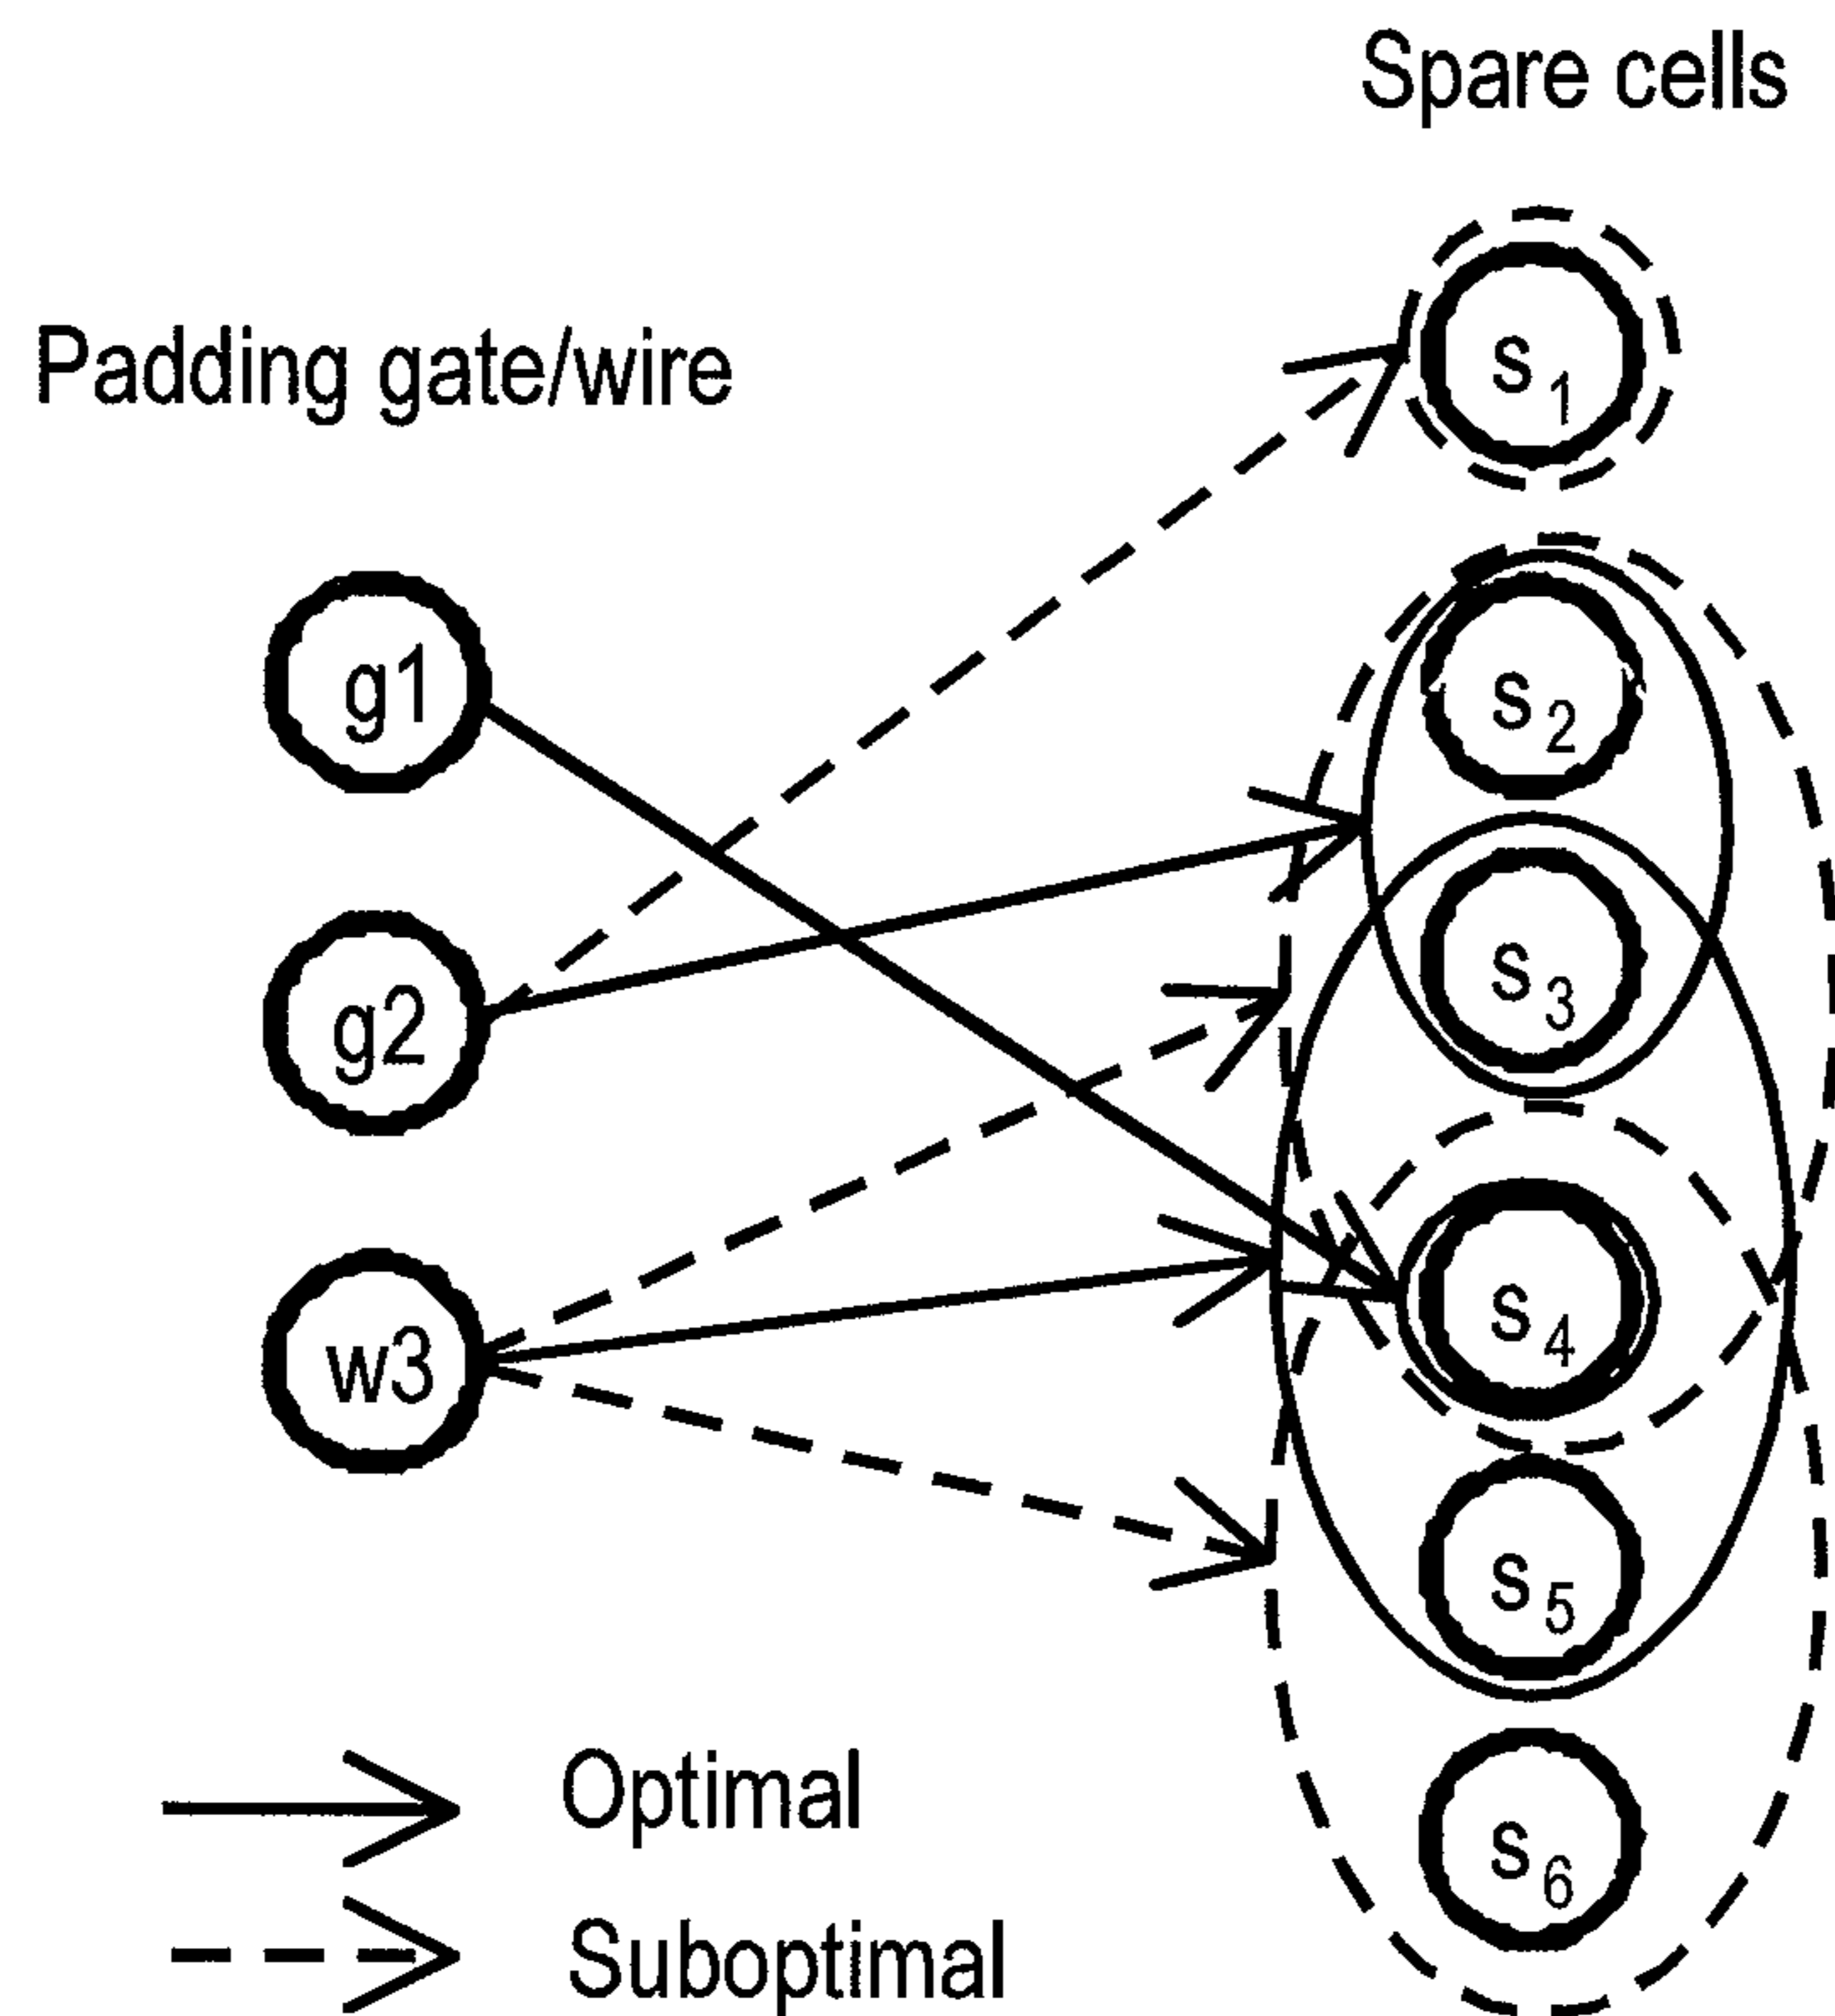 Spare cells
Padding gate/wire
s1
g1
s2
s3
g2
s4
w3
s5
Optimal
s6
Suboptimal